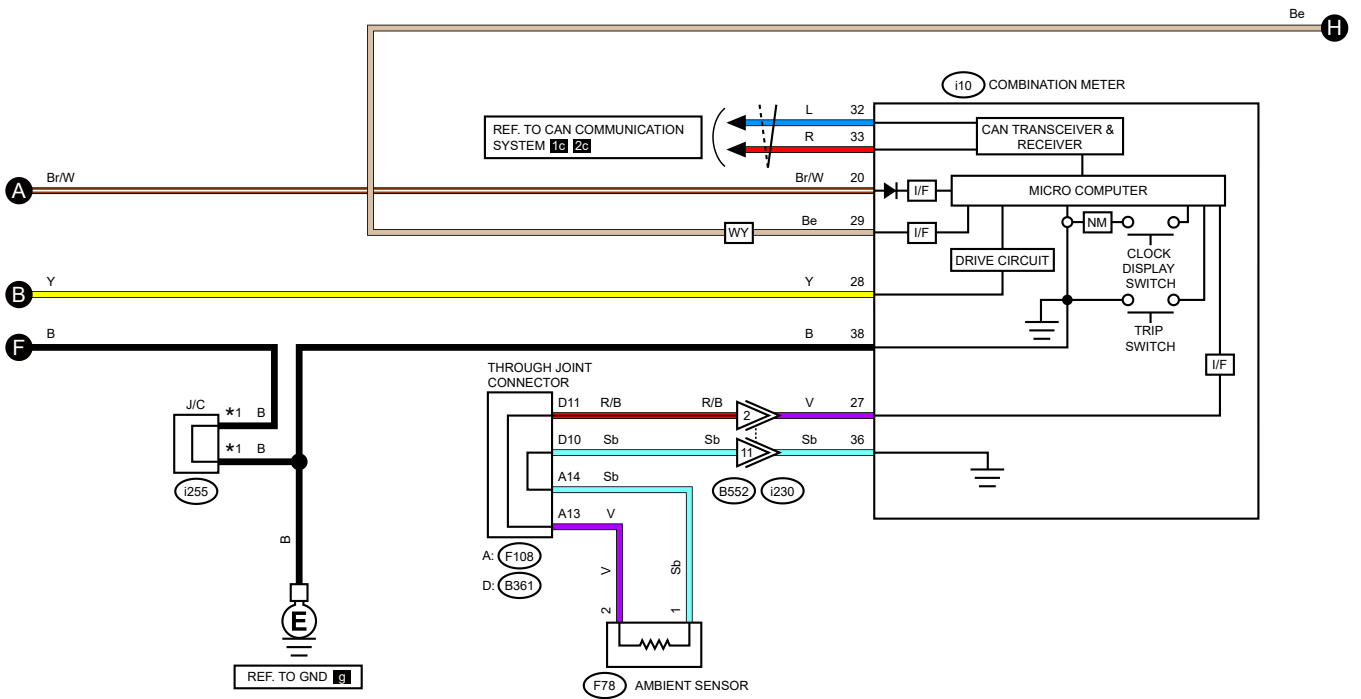 Be
H
i10 COMBINATION METER
REF. TO CAN COMMUNICATION
SYSTEM 1c 2c
L 32
R 33
CAN TRANSCEIVER &
RECEIVER
A Br/W
Br/W 20
I/F
MICRO COMPUTER
WY
Be 29
I/F
NM
DRIVE CIRCUIT
CLOCK
DISPLAY
SWITCH
B Y
Y 28
TRIP
SWITCH
F B
B 38
I/F
THROUGH JOINT
CONNECTOR
J/C
*1 B
*1 B
i255
D11 R/B
R/B 2 V 27
D10 Sb
Sb 11 Sb 36
A14 Sb
B552 i230
A13 V
A: F108
D: B361
B
V
Sb
2
1
E
REF. TO GND g
F78 AMBIENT SENSOR